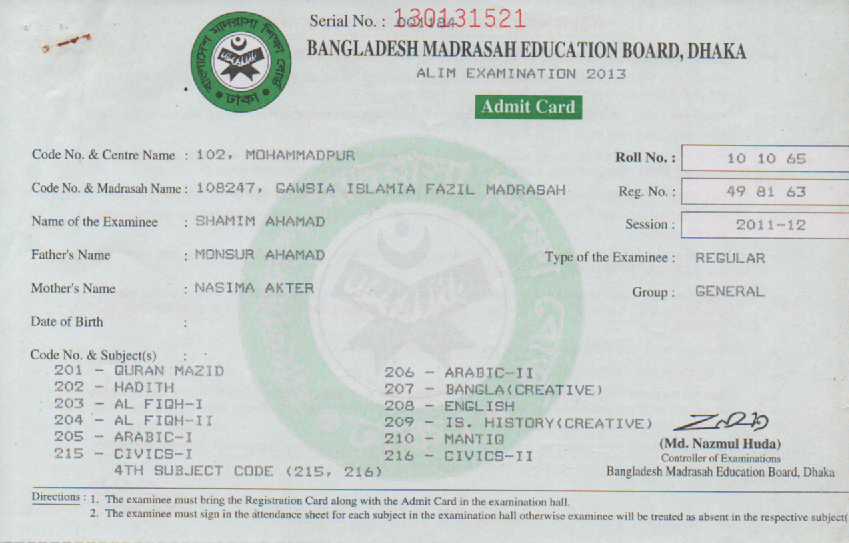 Serial No. : 130131521
বাংলাদেশ মাদরাসা শিক্ষা বোর্ড
ঢাকা
BANGLADESH MADRASAH EDUCATION BOARD, DHAKA
ALIM EXAMINATION 2013
Admit Card
Code No. & Centre Name : 102, MOHAMMADPUR Roll No. : 10 10 65
Code No. & Madrasah Name : 108247, GAWSIA ISLAMIA FAZIL MADRASAH Reg. No. : 49 81 63
Name of the Examinee : SHAMIM AHAMAD Session : 2011-12
Father's Name : MONSUR AHAMAD Type of the Examinee : REGULAR
Mother's Name : NASIMA AKTER Group : GENERAL
Date of Birth :
Code No. & Subject(s) :
201 - QURAN MAZID 206 - ARABIC-II
202 - HADITH 207 - BANGLA(CREATIVE)
203 - AL FIQH-I 208 - ENGLISH
204 - AL FIQH-II 209 - IS. HISTORY(CREATIVE)
205 - ARABIC-I 210 - MANTIQ
215 - CIVICS-I 216 - CIVICS-II
4TH SUBJECT CODE (215, 216)
(Md. Nazmul Huda)
Controller of Examinations
Bangladesh Madrasah Education Board, Dhaka
Directions : 1. The examinee must bring the Registration Card along with the Admit Card in the examination hall.
2. The examinee must sign in the attendance sheet for each subject in the examination hall otherwise examinee will be treated as absent in the respective subject(